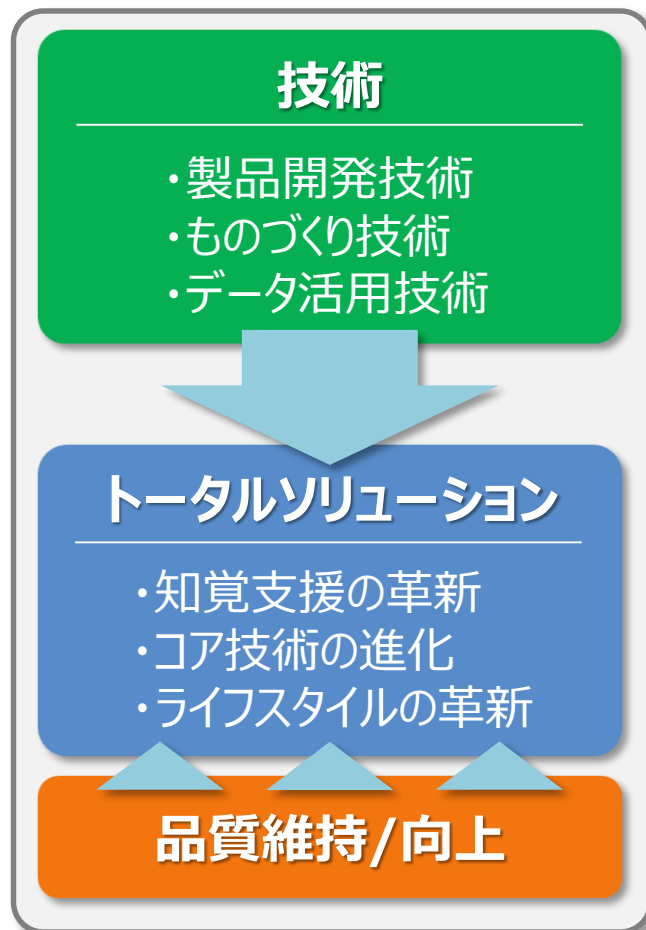 技術
・製品開発技術
・ものづくり技術
・データ活用技術
トータルソリューション
・知覚支援の革新
・コア技術の進化
・ライフスタイルの革新
品質維持/向上